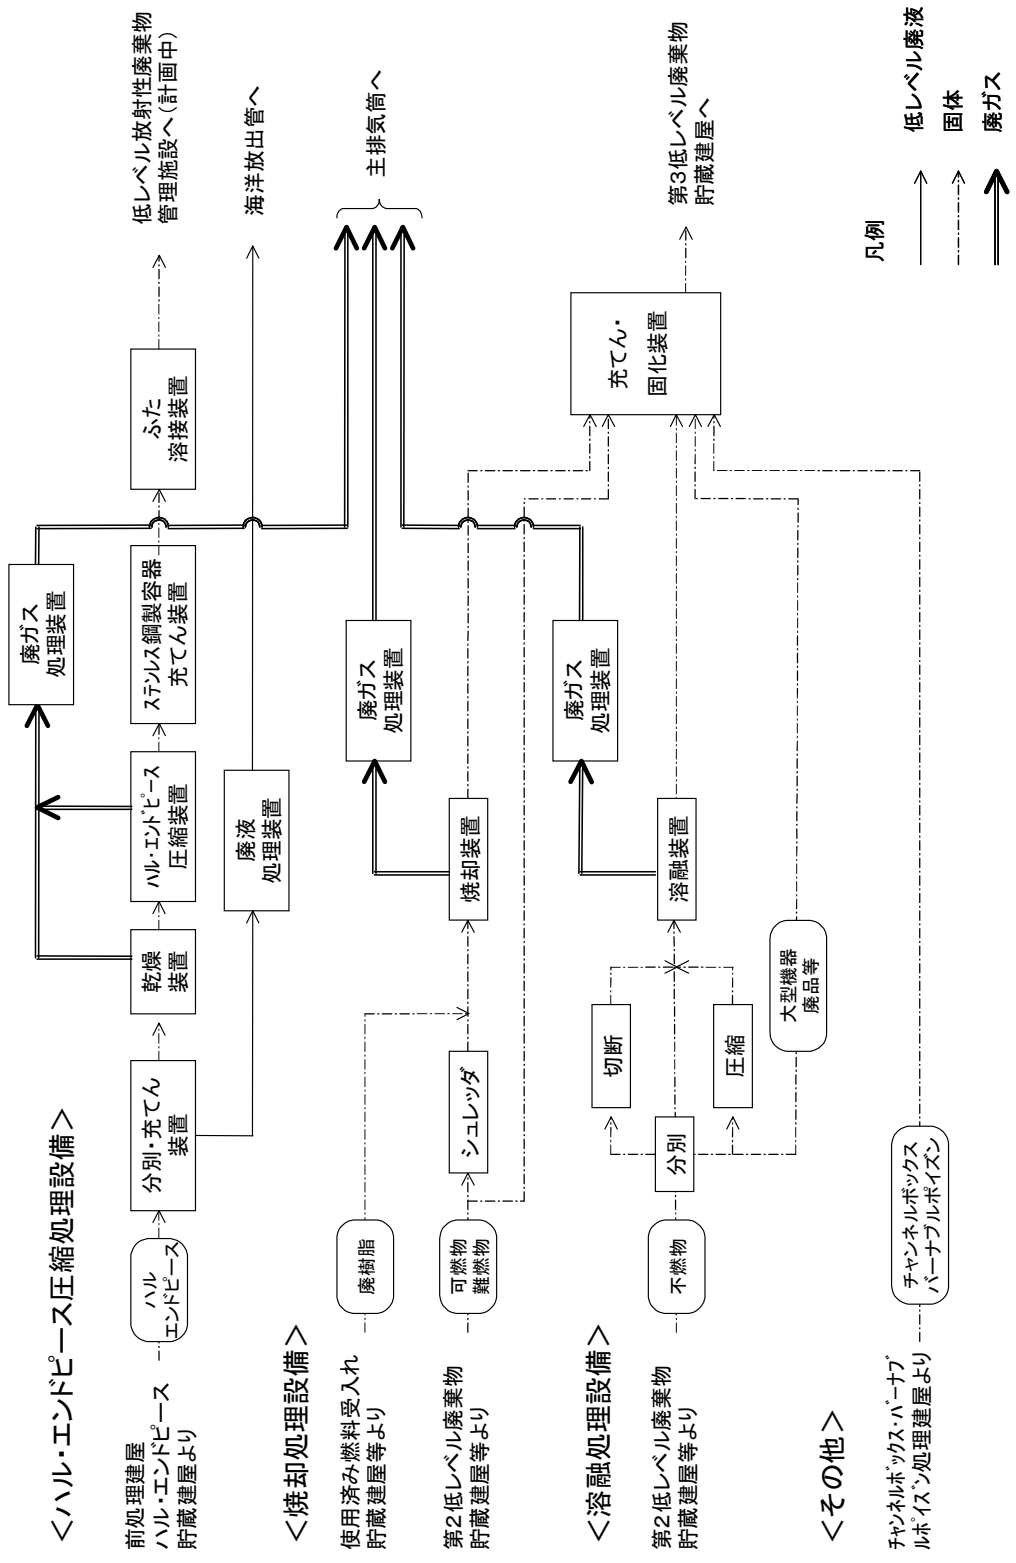 ＜ハル・エンドピース圧縮処理設備＞
前処理建屋
ハル・エンドピース
貯蔵建屋より
ハル
エンドピース
分別・充てん
装置
乾燥
装置
ハル・エンドピース
圧縮装置
ステンレス鋼製容器
充てん装置
ふた
溶接装置
低レベル放射性廃棄物
管理施設へ（計画中）
廃ガス
処理装置
廃液
処理装置
海洋放出管へ
主排気筒へ
＜焼却処理設備＞
使用済み燃料受入れ
貯蔵建屋等より
廃樹脂
第2低レベル廃棄物
貯蔵建屋等より
可燃物
難燃物
シュレッダ
焼却装置
廃ガス
処理装置
＜溶融処理設備＞
第2低レベル廃棄物
貯蔵建屋等より
不燃物
分別
切断
圧縮
溶融装置
廃ガス
処理装置
大型機器
廃品等
充てん・
固化装置
第3低レベル廃棄物
貯蔵建屋へ
＜その他＞
チャンネルボックス・バーナブ
ルポイズン処理建屋より
チャンネルボックス
バーナブルポイズン
凡例
低レベル廃液
固体
廃ガス